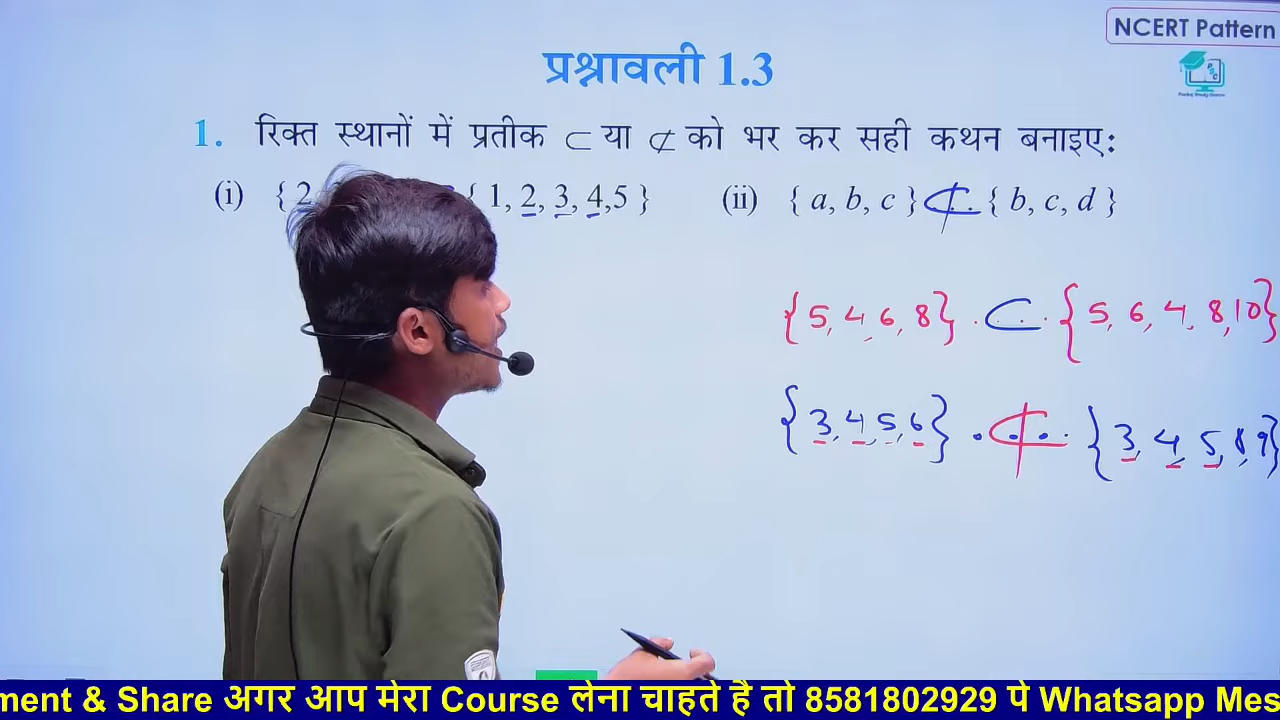 NCERT Pattern
प्रश्नावली 1.3
1. रिक्त स्थानों में प्रतीक ⊂ या ⊄ को भर कर सही कथन बनाइए:
(i) { 2, { 1, 2, 3, 4,5 } (ii) { a, b, c } ⊄ . . { b, c, d }
{5, 4, 6, 8} . ⊂ . . . {5, 6, 4, 8, 10}
{3, 4, 5, 6} . ⊄ . . . {3, 4, 5, 8, 9}
ment & Share अगर आप मेरा Course लेना चाहते है तो 8581802929 पे Whatsapp Mes